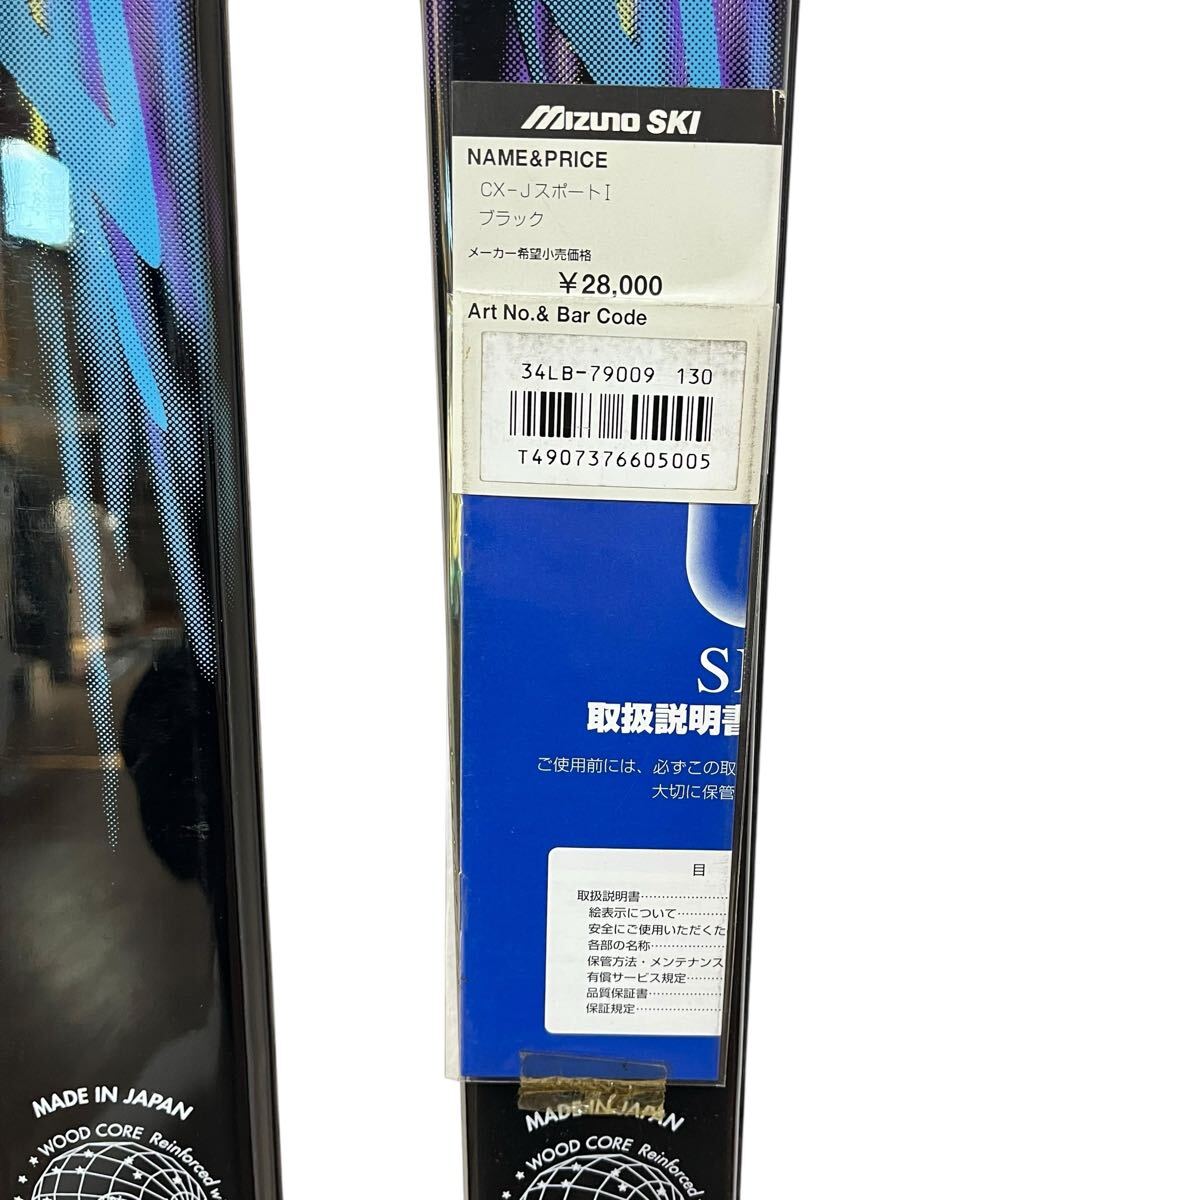 Mizuno SKI
NAME&PRICE
CX-JスポートI
ブラック
メーカー希望小売価格
¥28,000
Art No.& Bar Code
34LB-79009 130
T4907376605005
取扱説明書
ご使用前には、必ずこの取
大切に保管
目
取扱説明書
絵表示について
安全にご使用いただくた
各部の名称
保管方法・メンテナンス
有償サービス規定
品質保証書
保証規定
MADE IN JAPAN
WOOD CORE Reinforced w
MADE IN JAPAN
WOOD CORE Reinforced